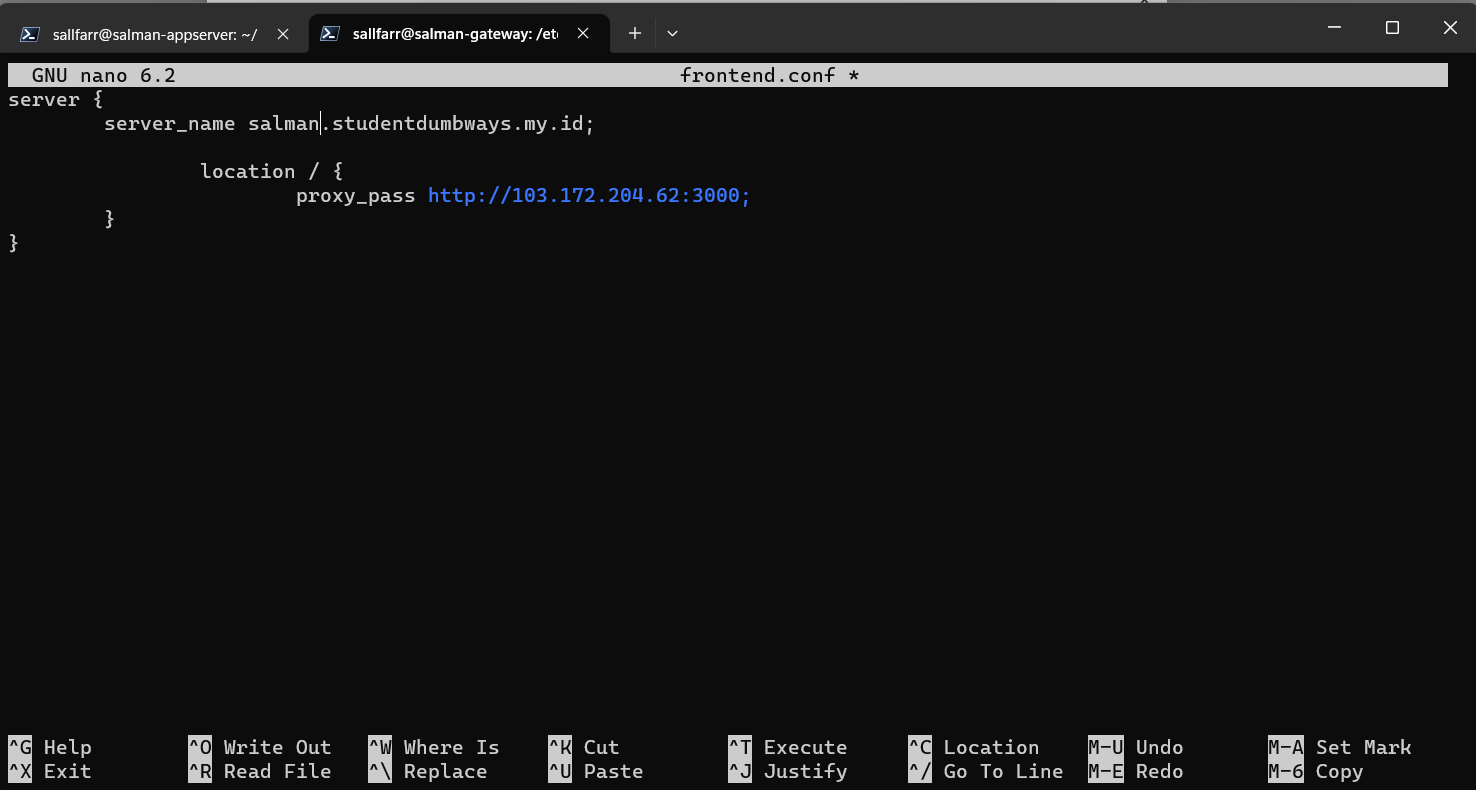 sallfarr@salman-appserver: ~/
sallfarr@salman-gateway: /etc
GNU nano 6.2 frontend.conf *
server {
server_name salman.studentdumbways.my.id;
location / {
proxy_pass http://103.172.204.62:3000;
}
}
^G Help ^O Write Out ^W Where Is ^K Cut ^T Execute ^C Location M-U Undo M-A Set Mark
^X Exit ^R Read File ^\ Replace ^U Paste ^J Justify ^/ Go To Line M-E Redo M-6 Copy